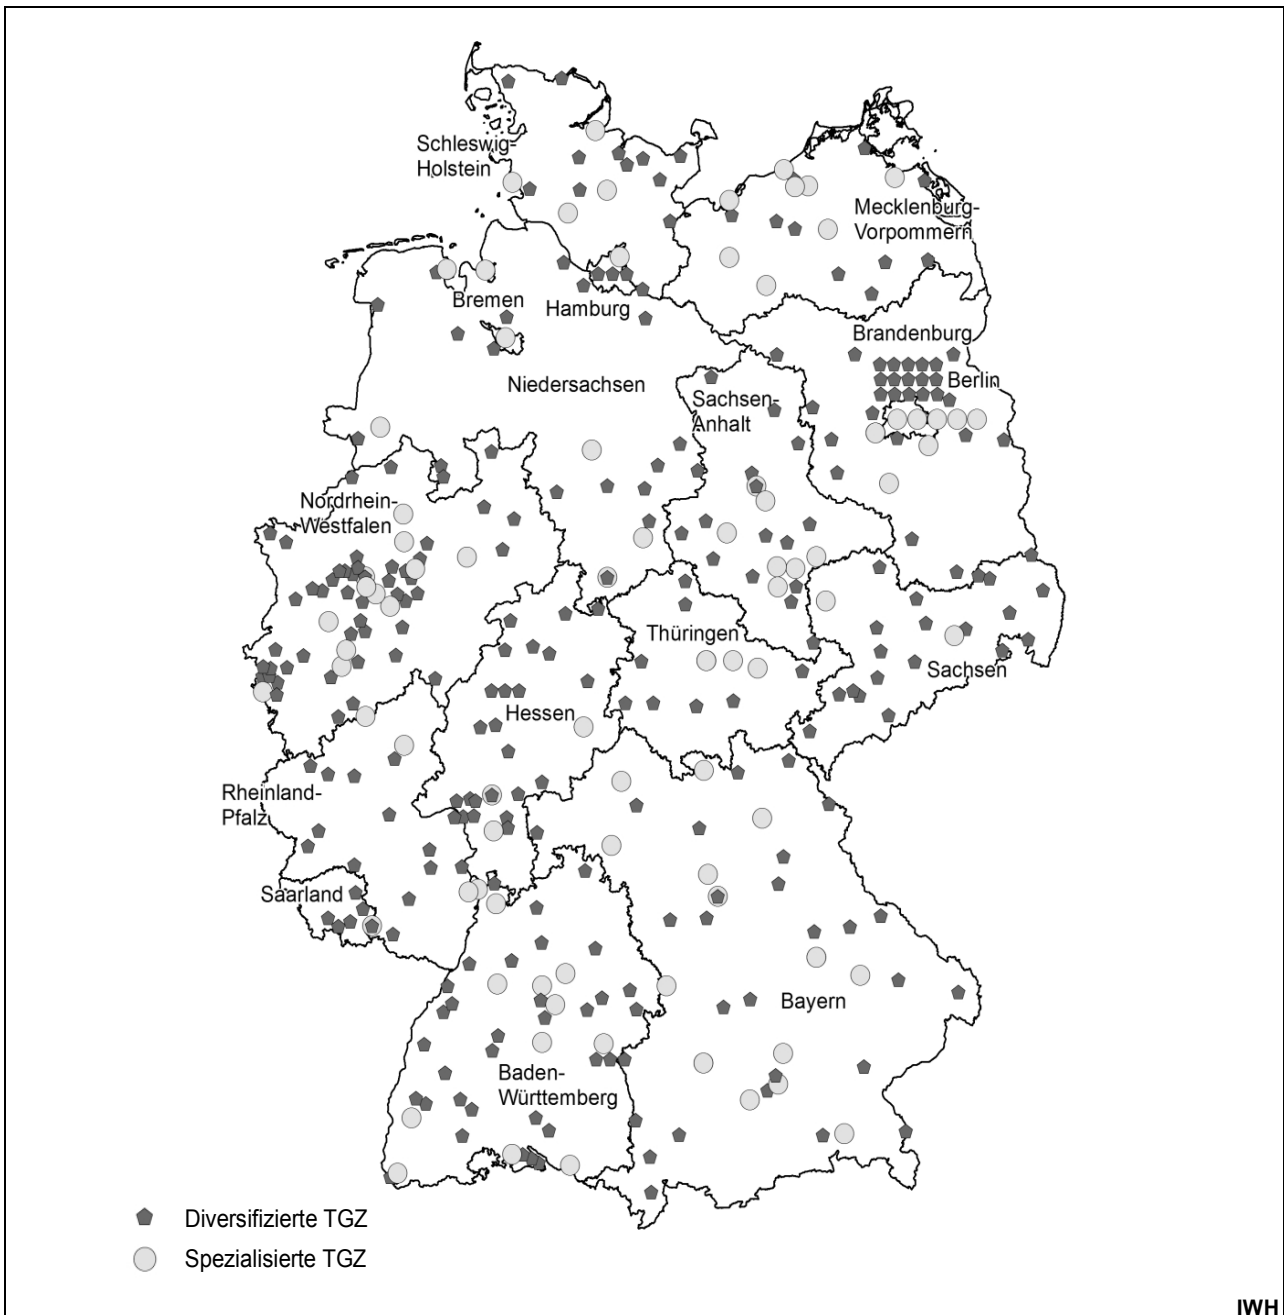 Schleswig-
Holstein
Mecklenburg-
Vorpommern
Bremen
Hamburg
Brandenburg
Berlin
Niedersachsen
Sachsen-
Anhalt
Nordrhein-
Westfalen
Thüringen
Sachsen
Hessen
Rheinland-
Pfalz
Saarland
Bayern
Baden-
Württemberg
Diversifizierte TGZ
Spezialisierte TGZ
IWH